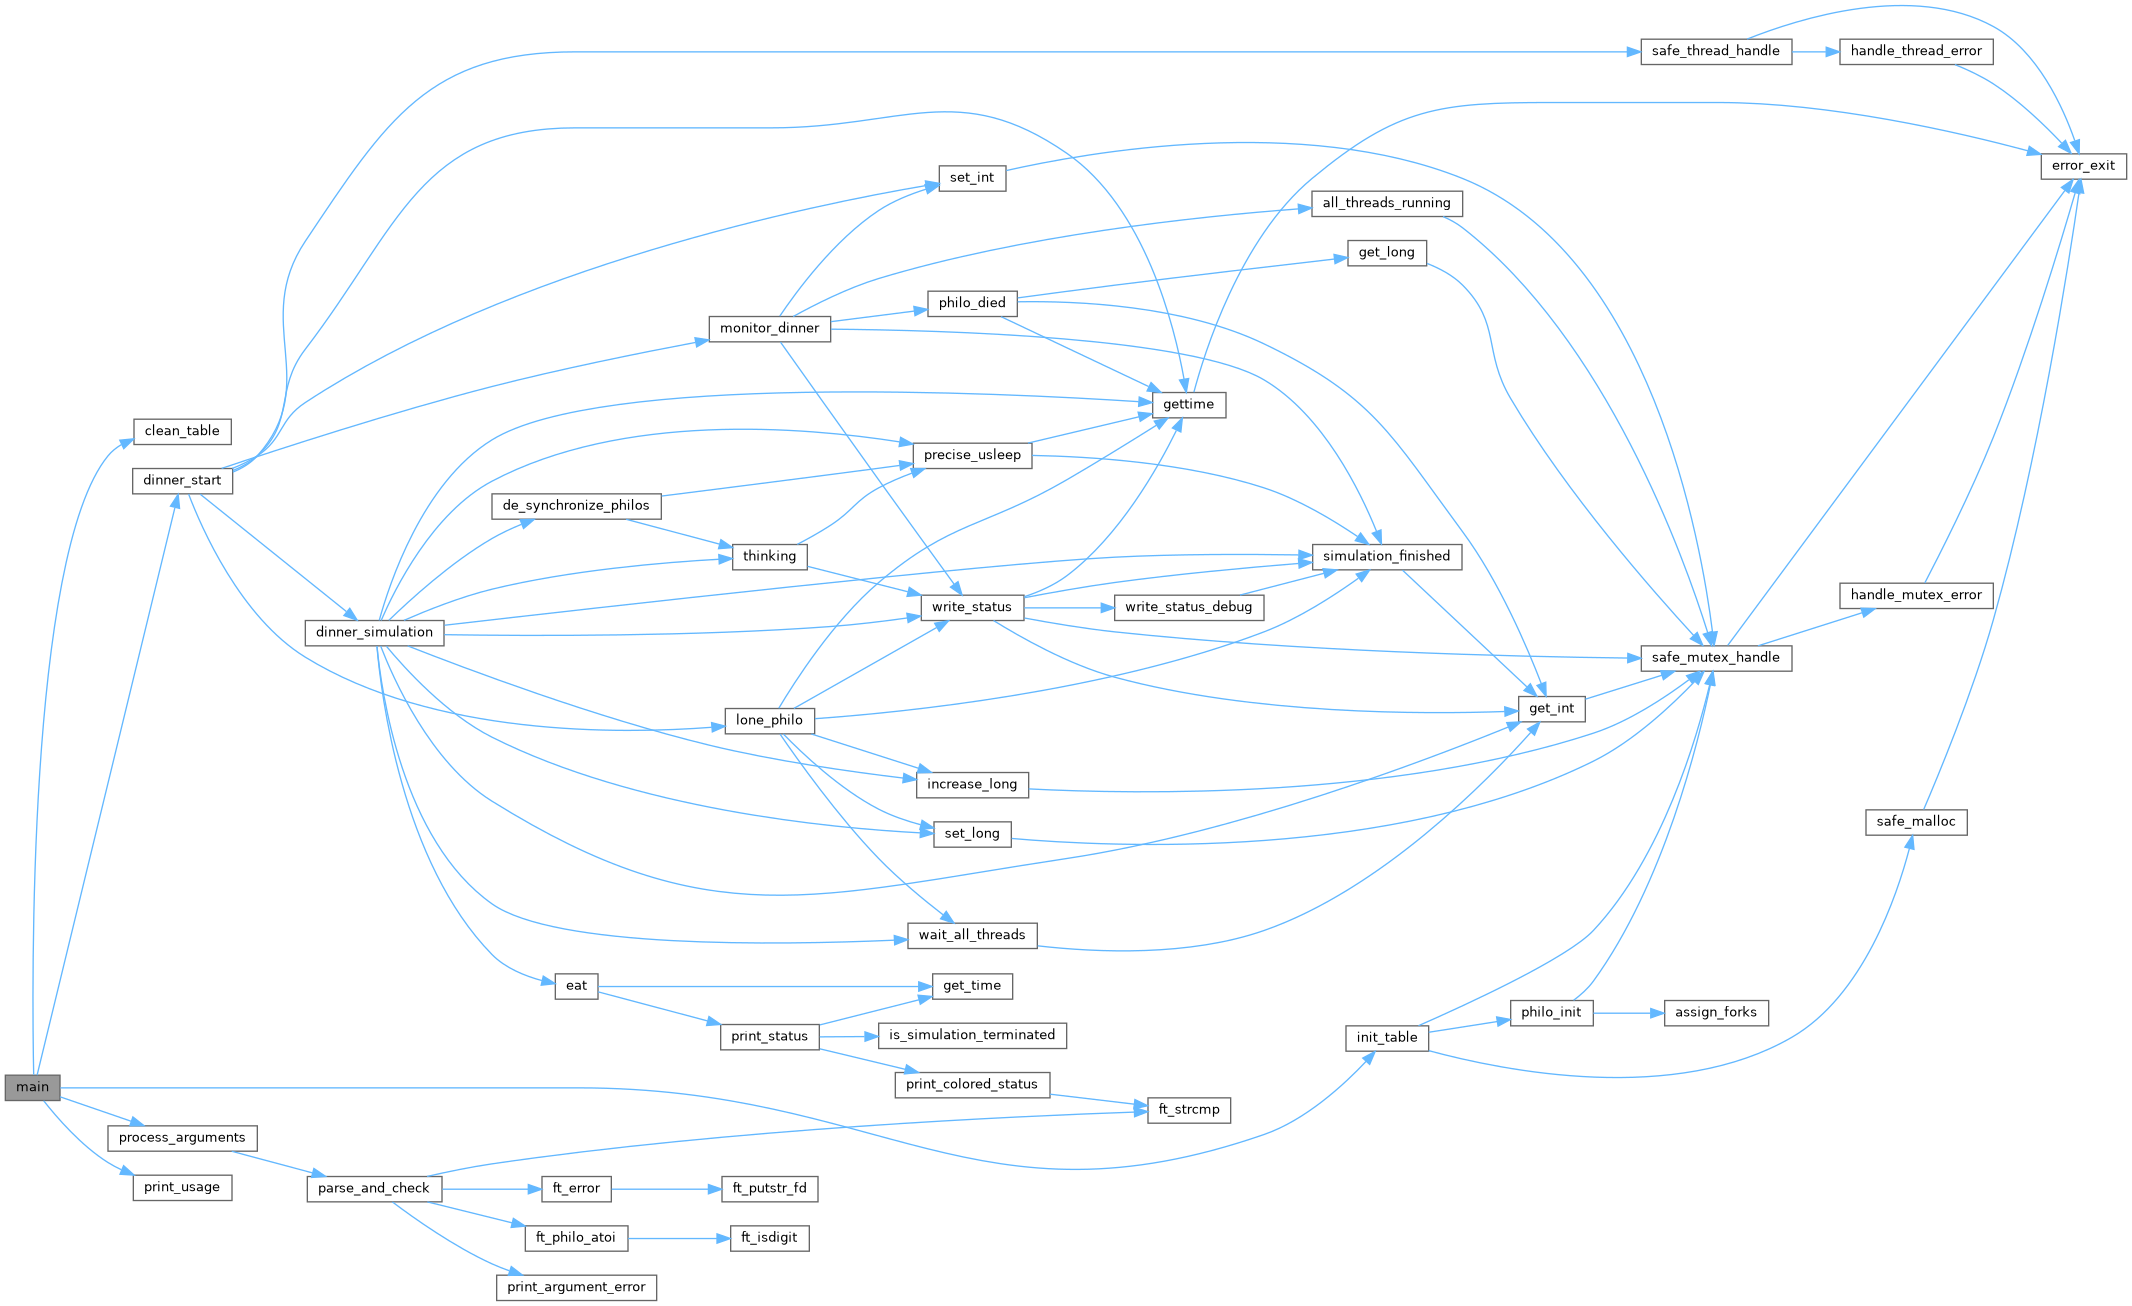 safe_thread_handle
handle_thread_error
error_exit
set_int
all_threads_running
get_long
philo_died
monitor_dinner
gettime
clean_table
precise_usleep
dinner_start
de_synchronize_philos
thinking
simulation_finished
handle_mutex_error
write_status
write_status_debug
dinner_simulation
safe_mutex_handle
get_int
lone_philo
increase_long
safe_malloc
set_long
wait_all_threads
eat
get_time
philo_init
assign_forks
print_status
is_simulation_terminated
init_table
print_colored_status
main
ft_strcmp
process_arguments
print_usage
parse_and_check
ft_error
ft_putstr_fd
ft_philo_atoi
ft_isdigit
print_argument_error